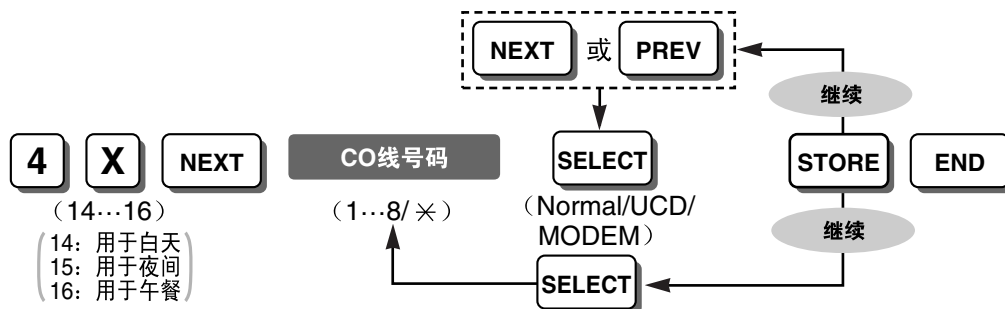 NEXT 或 PREV
继续
4 X NEXT CO线号码 SELECT STORE END
（14…16） （1…8/＊） （Normal/UCD/
MODEM）
14：用于白天
15：用于夜间
16：用于午餐
继续
SELECT